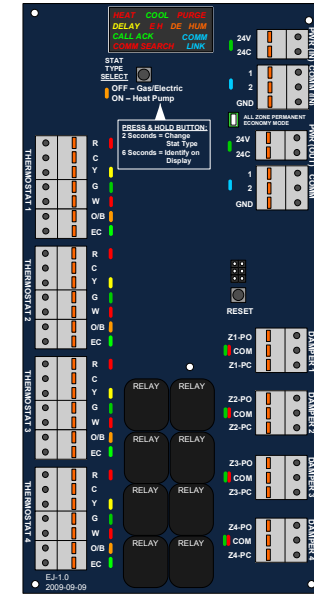 HEAT COOL PURGE
DELAY E H DE HUM
CALL ACK COMM
COMM SEARCH LINK
STAT
TYPE
SELECT
OFF – Gas/Electric
ON – Heat Pump
PRESS & HOLD BUTTON:
2 Seconds = Change
Stat Type
6 Seconds = Identify on
Display
THERMOSTAT 1
R
C
Y
G
W
O/B
EC
THERMOSTAT 2
R
C
Y
G
W
O/B
EC
THERMOSTAT 3
R
C
Y
G
W
O/B
EC
THERMOSTAT 4
R
C
Y
G
W
O/B
EC
EJ-1.0
2009-09-09
RELAY RELAY
RELAY RELAY
RELAY RELAY
RELAY RELAY
24V
24C
PWR (IN)
1
2
GND
COMM (IN)
ALL ZONE PERMANENT
ECONOMY MODE
24V
24C
PWR (OUT)
1
2
GND
COMM
RESET
Z1-PO
COM
Z1-PC
DAMPER 1
Z2-PO
COM
Z2-PC
DAMPER 2
Z3-PO
COM
Z3-PC
DAMPER 3
Z4-PO
COM
Z4-PC
DAMPER 4